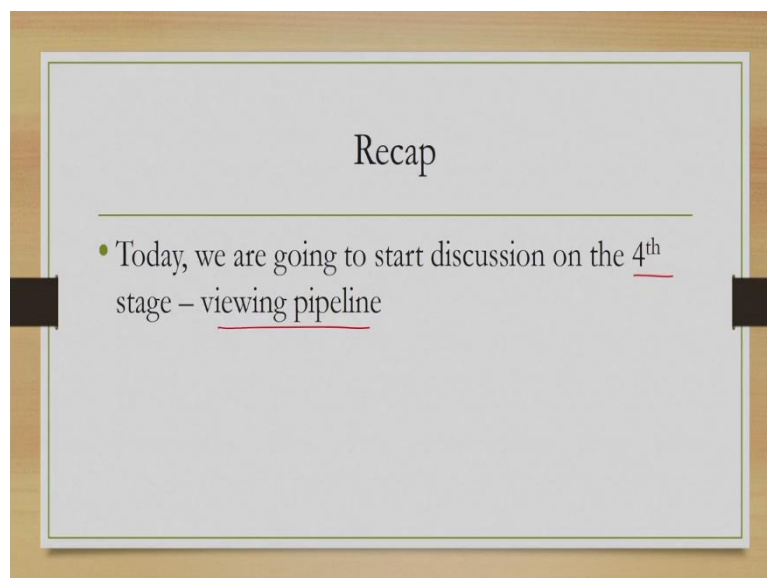 Recap
• Today, we are going to start discussion on the 4th
stage – viewing pipeline